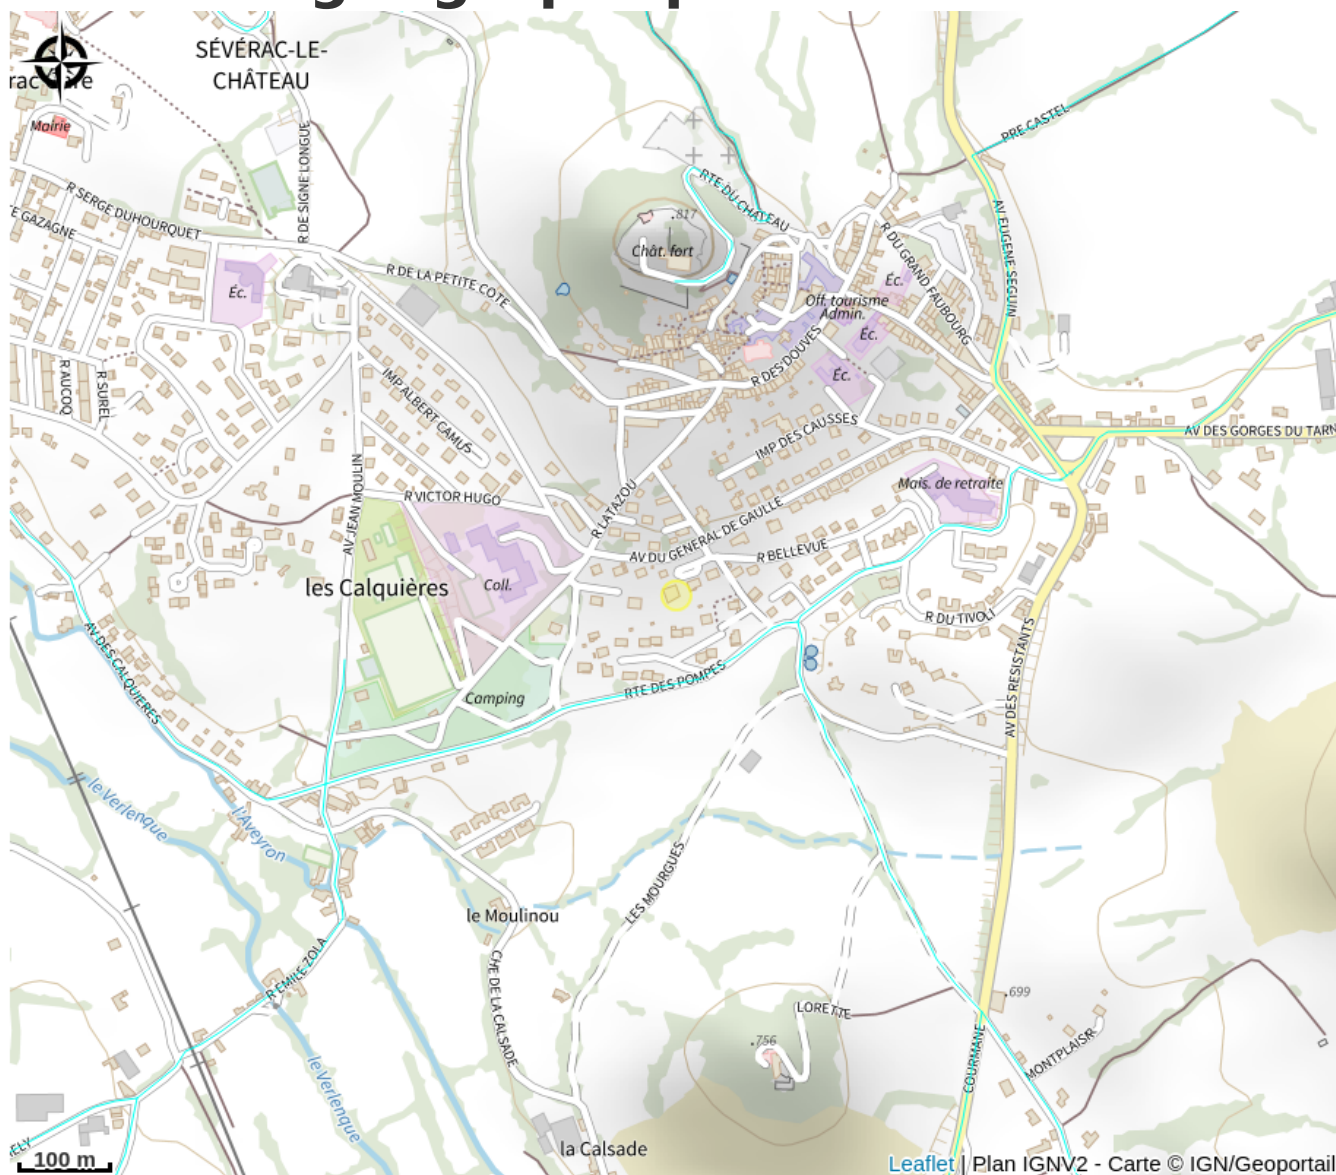 SÉVÉRAC-LE-
CHÂTEAU
Mairie
R SERGE DUHOURQUET
GAZAGNE
R DE SIGNE LONGUE
PRE CASTEL
RTE DU CHATEAU
.817
Chât. fort
R DU GRAND FAUBOURG
AV EUGENE SEGUIN
Éc.
R DE LA PETITE COTE
Éc.
Off. tourisme
Admin.
Éc.
Éc.
R DES DOUVES
R AUCOQ
R SUREL
IMP ALBERT CAMUS
IMP DES CAUSSES
AV DES GORGES DU TARN
AV JEAN MOULIN
R VICTOR HUGO
R LATAZOU
Mais. de retraite
AV DU GENERAL DE GAULLE
R BELLEVUE
les Calquières
Coll.
R DU TIVOLI
AV DES CALQUIERES
AV DES RESISTANTS
Camping
RTE DES POMPES
le Verlenque
l'Aveyron
LES MOURGUES
le Moulinou
R EMILE ZOLA
CHE DE LA CALSADE
LORETTE
.699
.756
COURMANE
MONTPLAISIR
le Verlenque
la Calsade
100 m
Leaflet | Plan IGNV2 - Carte © IGN/Geoportail